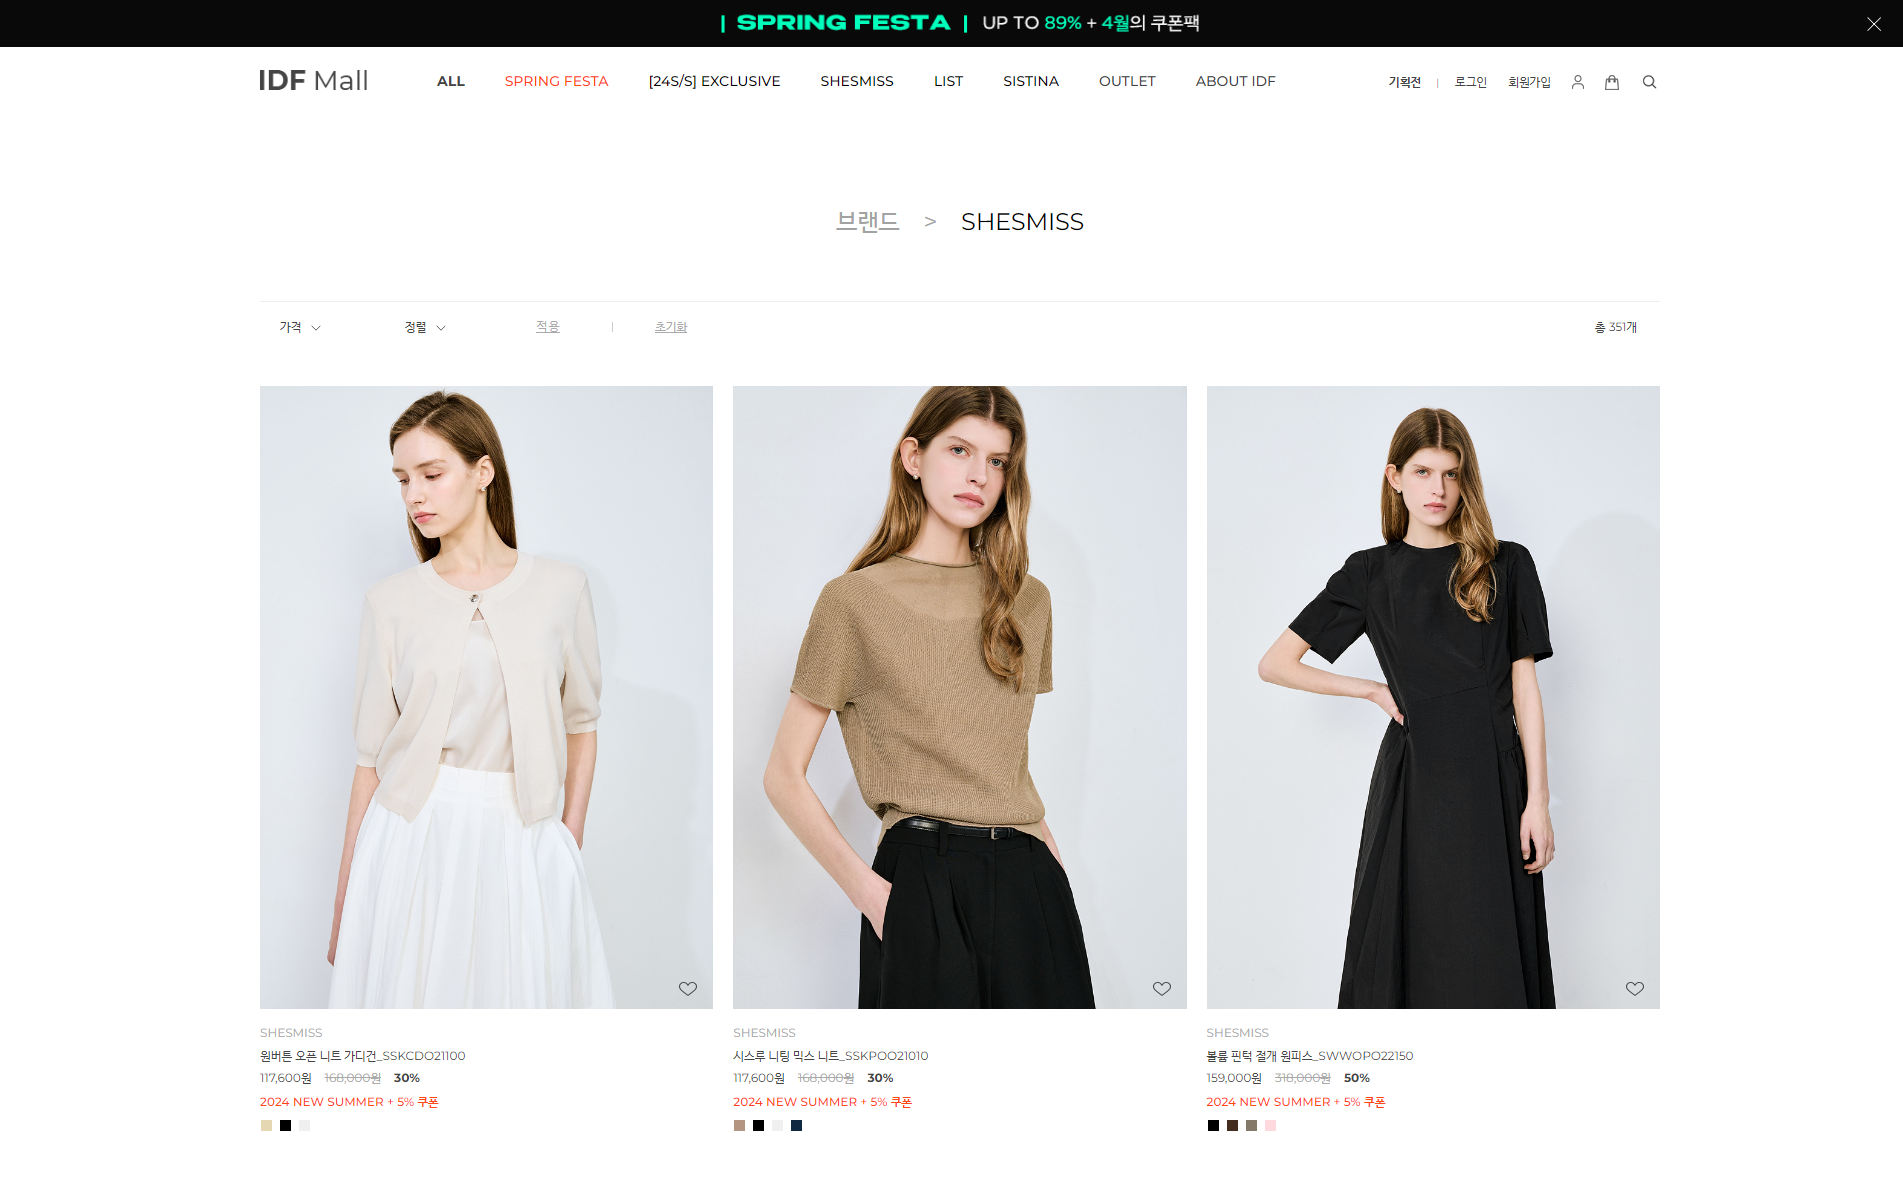 | SPRING FESTA | UP TO 89% + 4월의 쿠폰팩
IDF Mall ALL SPRING FESTA [24S/S] EXCLUSIVE SHESMISS LIST SISTINA OUTLET ABOUT IDF 기획전 | 로그인 회원가입
브랜드 > SHESMISS
가격 정렬 적용 | 초기화 총 351개
SHESMISS
원버튼 오픈 니트 가디건_SSKCDO21100
117,600원 168,000원 30%
2024 NEW SUMMER + 5% 쿠폰
SHESMISS
시스루 니팅 믹스 니트_SSKPOO21010
117,600원 168,000원 30%
2024 NEW SUMMER + 5% 쿠폰
SHESMISS
볼륨 핀턱 절개 원피스_SWWOPO22150
159,000원 318,000원 50%
2024 NEW SUMMER + 5% 쿠폰